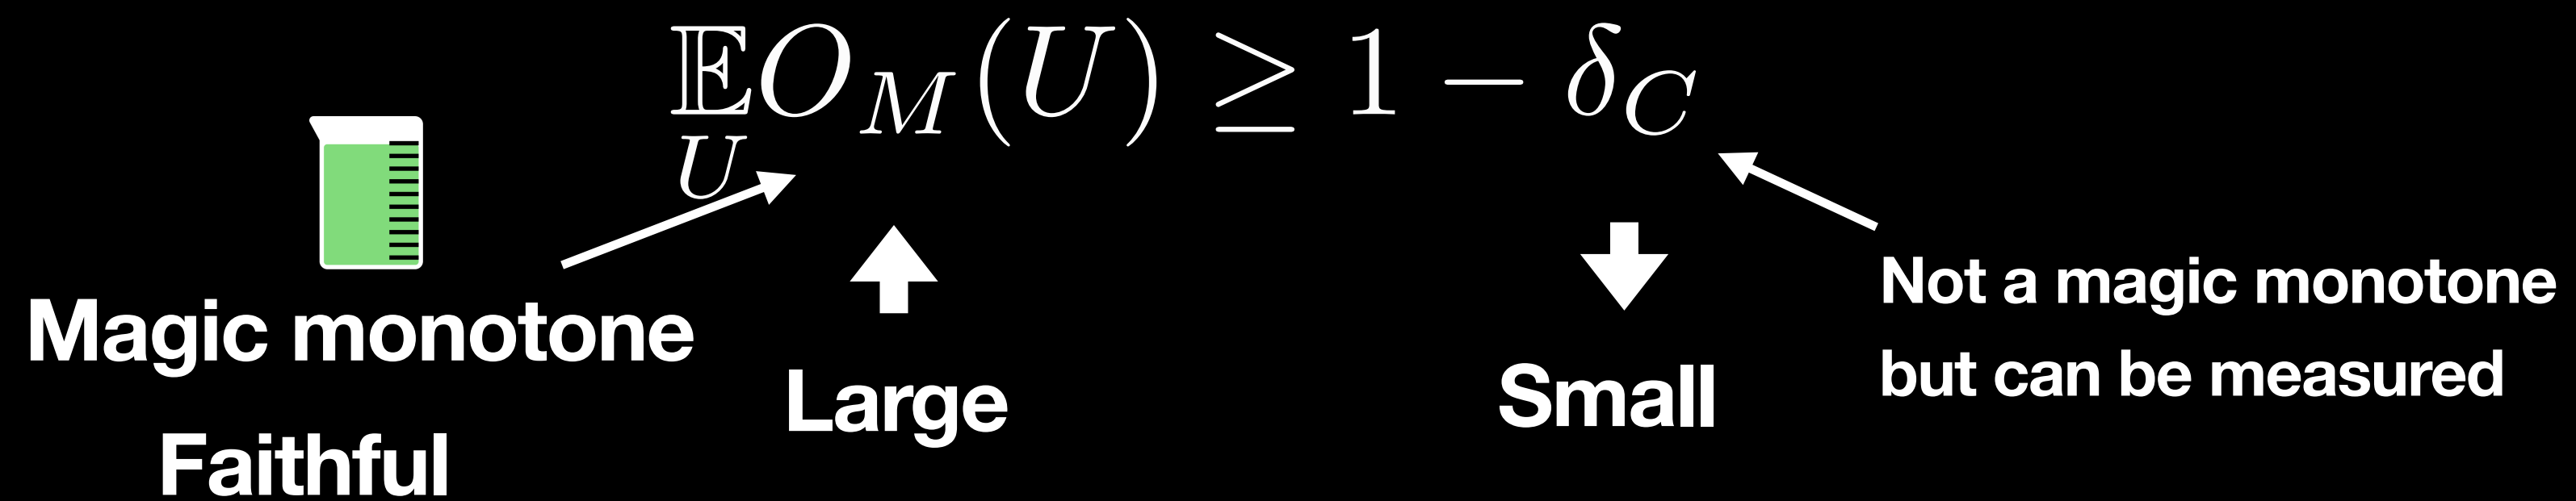 𝔼O_M(U) ≥ 1 − δ_C
U
Magic monotone
Faithful
Large
Small
Not a magic monotone
but can be measured